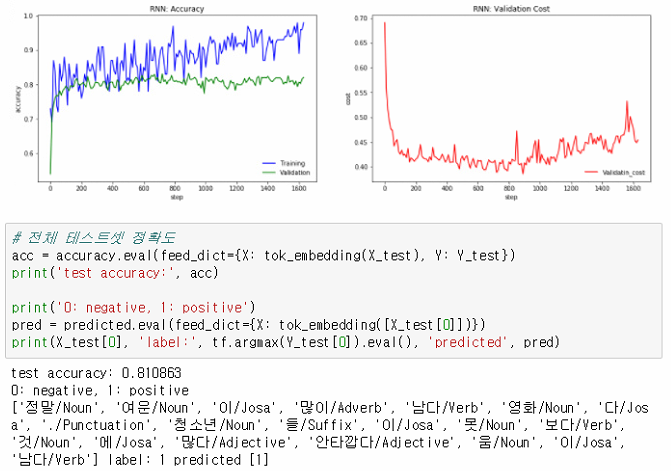 RNN: Accuracy
1.0
0.9
0.8
0.7
0.6
accuracy
0 200 400 600 800 1000 1200 1400 1600
step
Training
Validation
RNN: Validation Cost
0.70
0.65
0.60
0.55
0.50
0.45
0.40
cost
0 200 400 600 800 1000 1200 1400 1600
step
Validatin_cost
# 전체 테스트셋 정확도
acc = accuracy.eval(feed_dict={X: tok_embedding(X_test), Y: Y_test})
print('test accuracy:', acc)
print('0: negative, 1: positive')
pred = predicted.eval(feed_dict={X: tok_embedding([X_test[0]])})
print(X_test[0], 'label:', tf.argmax(Y_test[0]).eval(), 'predicted', pred)
test accuracy: 0.810863
0: negative, 1: positive
['정말/Noun', '여운/Noun', '이/Josa', '많이/Adverb', '남다/Verb', '영화/Noun', '다/Jos
a', './Punctuation', '청소년/Noun', '들/Suffix', '이/Josa', '못/Noun', '보다/Verb',
'것/Noun', '에/Josa', '많다/Adjective', '안타깝다/Adjective', '움/Noun', '이/Josa',
'남다/Verb'] label: 1 predicted [1]